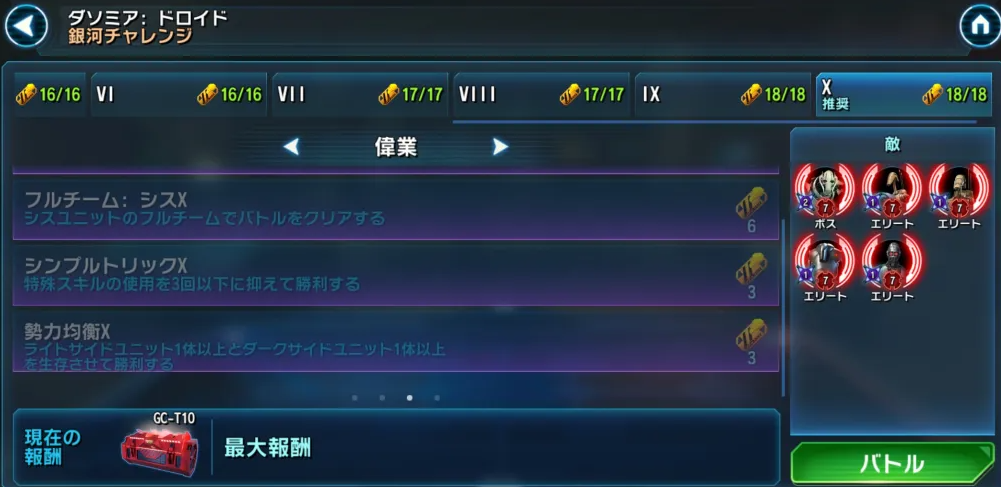 ダソミア: ドロイド
銀河チャレンジ
16/16 VI 16/16 VII 17/17 VIII 17/17 IX 18/18 X 18/18
推奨
偉業
フルチーム: シスX
シスユニットのフルチームでバトルをクリアする
6
シンプルトリックX
特殊スキルの使用を3回以下に抑えて勝利する
3
勢力均衡X
ライトサイドユニット1体以上とダークサイドユニット1体以上
を生存させて勝利する
3
敵
2 7 1 7 1 7
ボス エリート エリート
1 7 1 7
エリート エリート
現在の
報酬
GC-T10
最大報酬
バトル